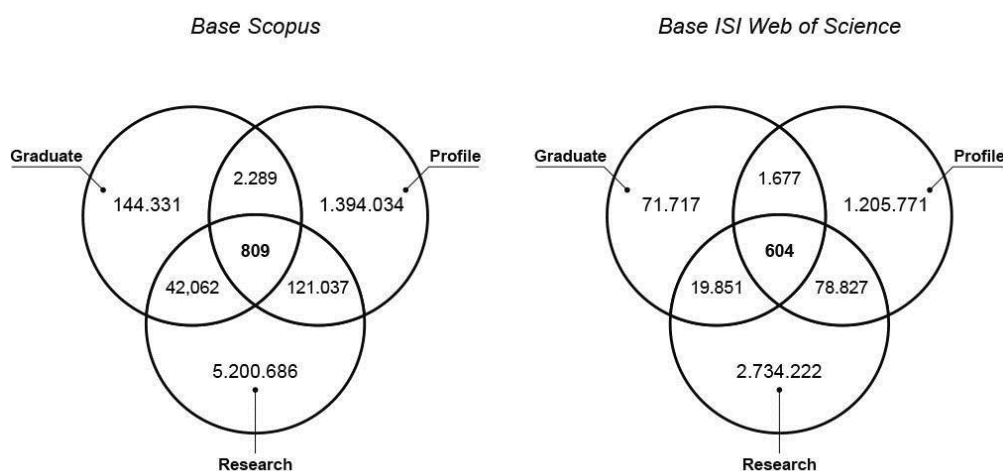 Base Scopus
Graduate
Profile
2.289
144.331
1.394.034
809
42,062
121.037
5.200.686
Research
Base ISI Web of Science
Graduate
Profile
1.677
71.717
1.205.771
604
19.851
78.827
2.734.222
Research